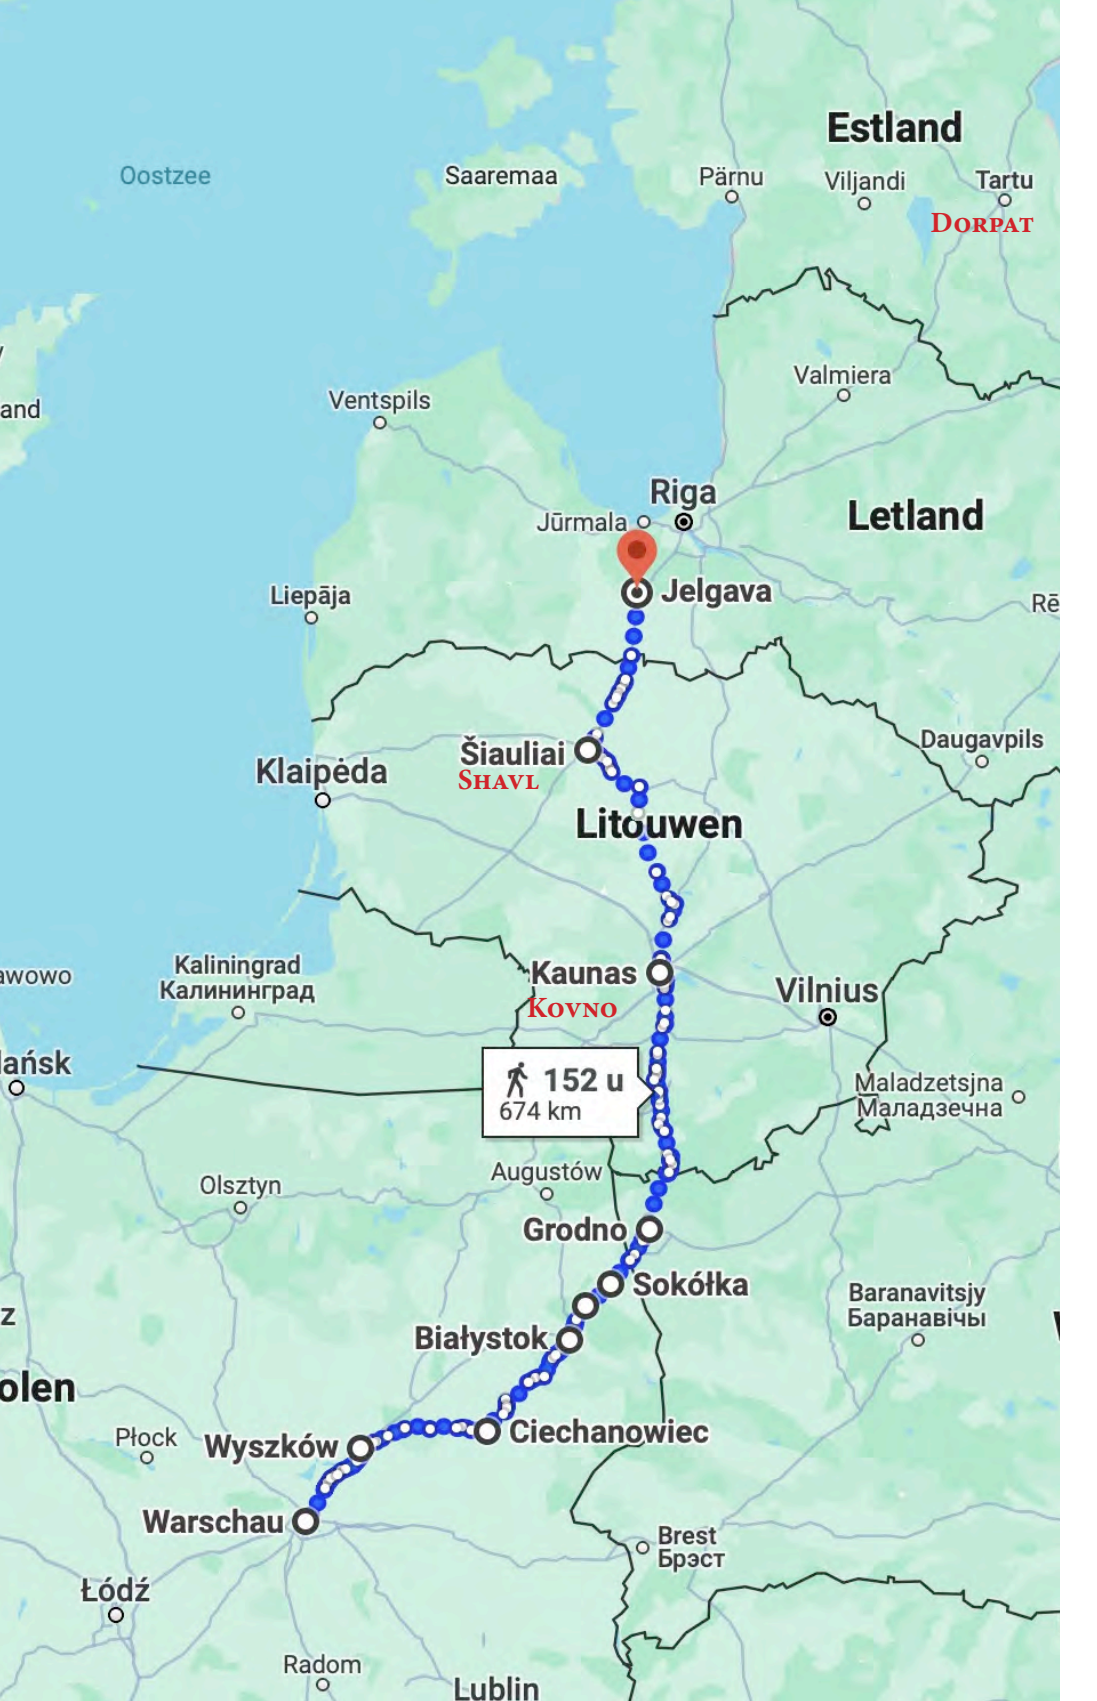 Estland
Oostzee
Saaremaa
Pärnu
Viljandi
Tartu
Dorpat
Valmiera
and
Ventspils
Riga
Jūrmala
Letland
Jelgava
Liepāja
Rē
Daugavpils
Šiauliai
Shavl
Klaipėda
Litouwen
Kaliningrad
Калининград
awowo
Kaunas
Kovno
Vilnius
lańsk
152 u
674 km
Maladzetsjna
Маладзечна
Augustów
Olsztyn
Grodno
Sokółka
Baranavitsjy
Баранавічы
z
Białystok
olen
Płock
Wyszków
Ciechanowiec
Warschau
Brest
Брэст
Łódź
Radom
Lublin